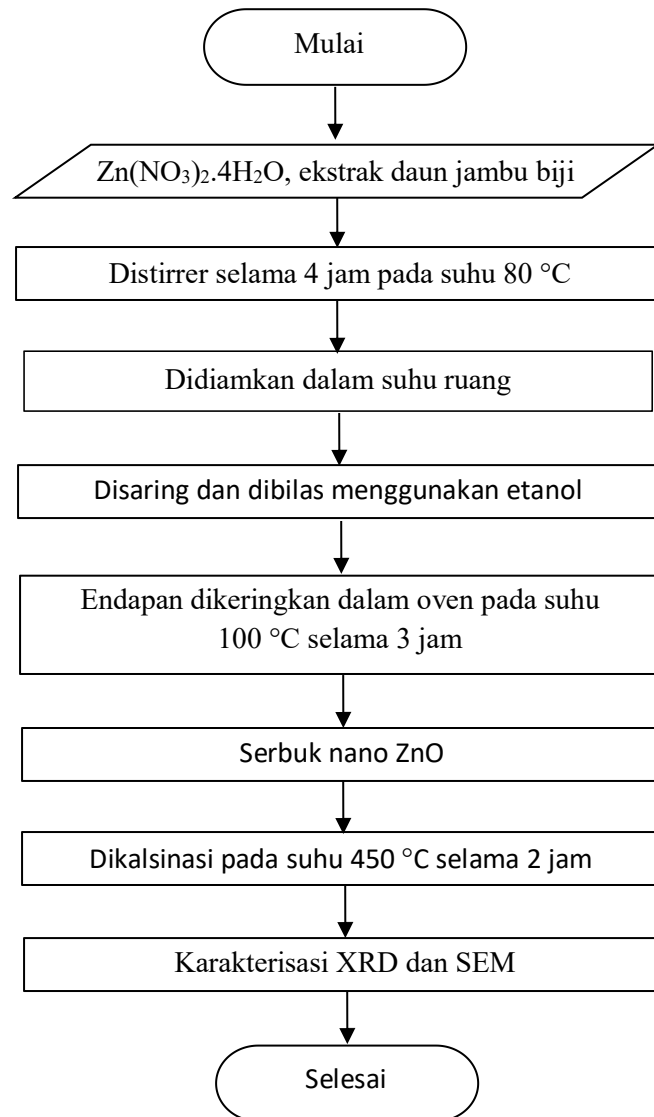 Mulai
Zn(NO₃)₂.4H₂O, ekstrak daun jambu biji
Distirrer selama 4 jam pada suhu 80 °C
Didiamkan dalam suhu ruang
Disaring dan dibilas menggunakan etanol
Endapan dikeringkan dalam oven pada suhu
100 °C selama 3 jam
Serbuk nano ZnO
Dikalsinasi pada suhu 450 °C selama 2 jam
Karakterisasi XRD dan SEM
Selesai